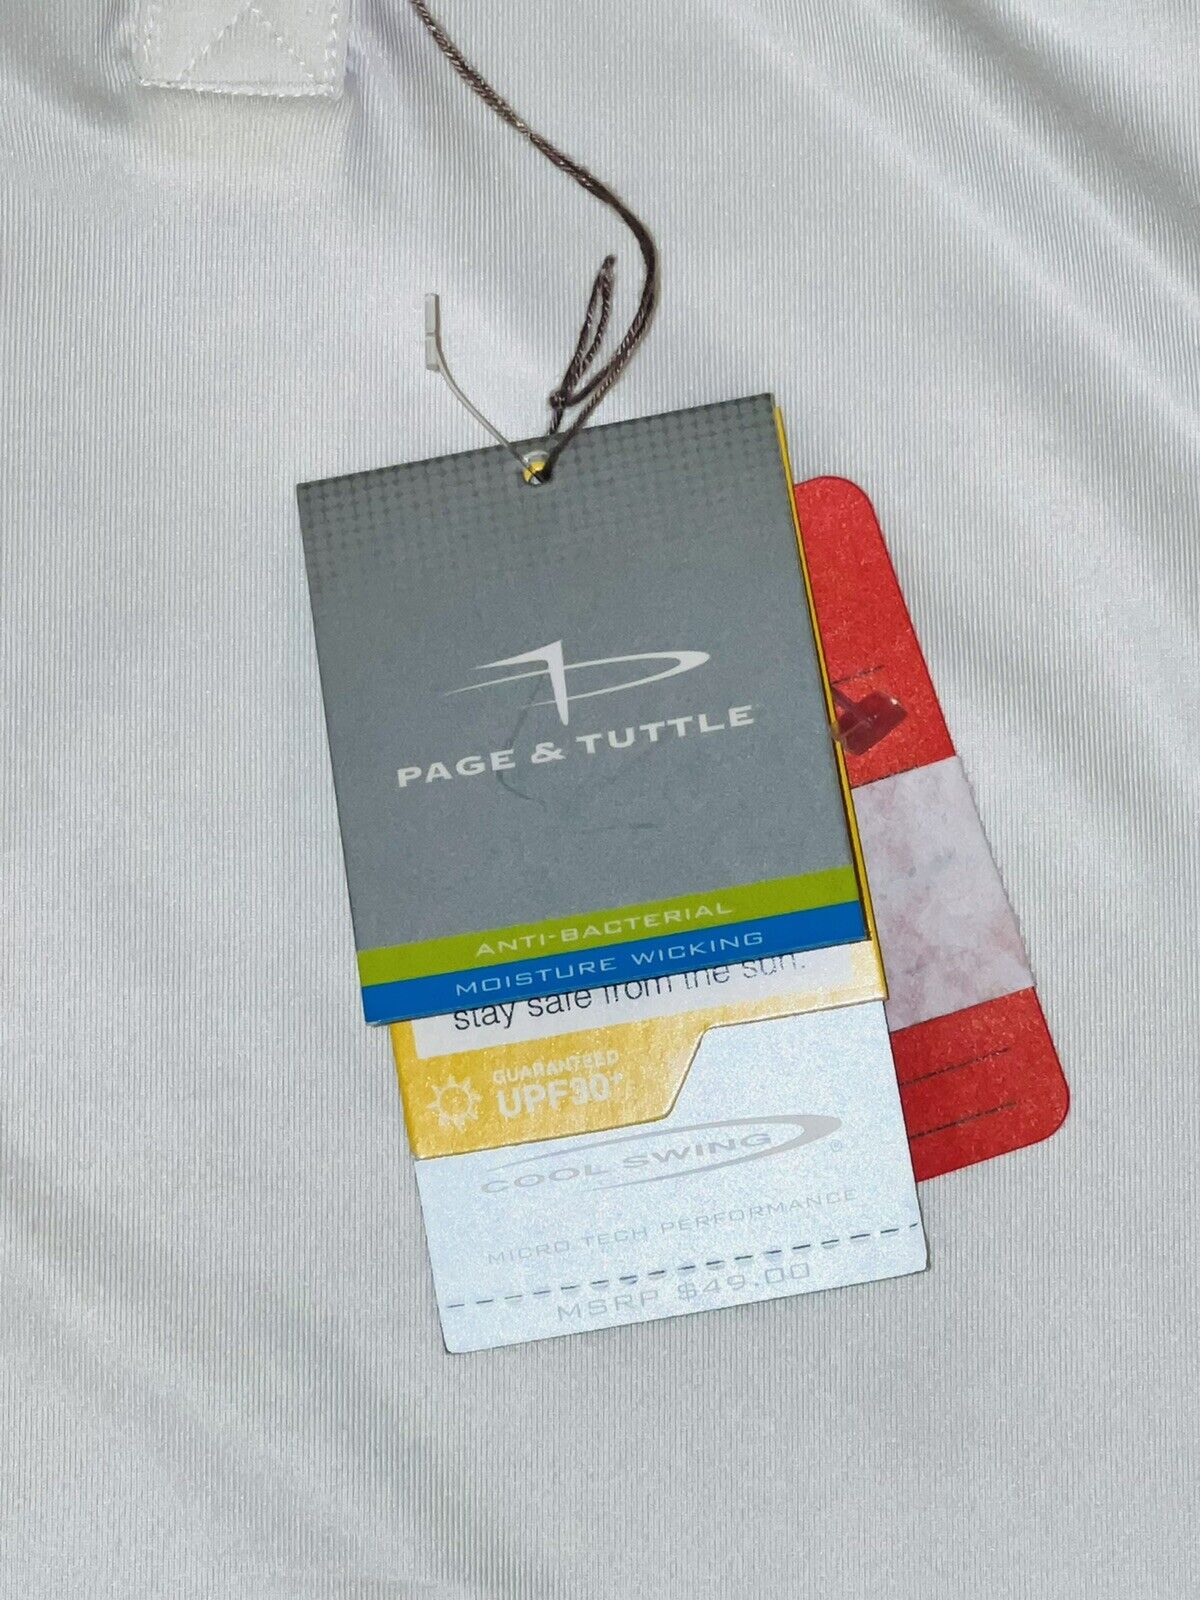 PAGE & TUTTLE
ANTI-BACTERIAL
MOISTURE WICKING
stay safe from the sun.
GUARANTEED
UPF30+
COOL SWING®
MICRO TECH PERFORMANCE
MSRP $49.00